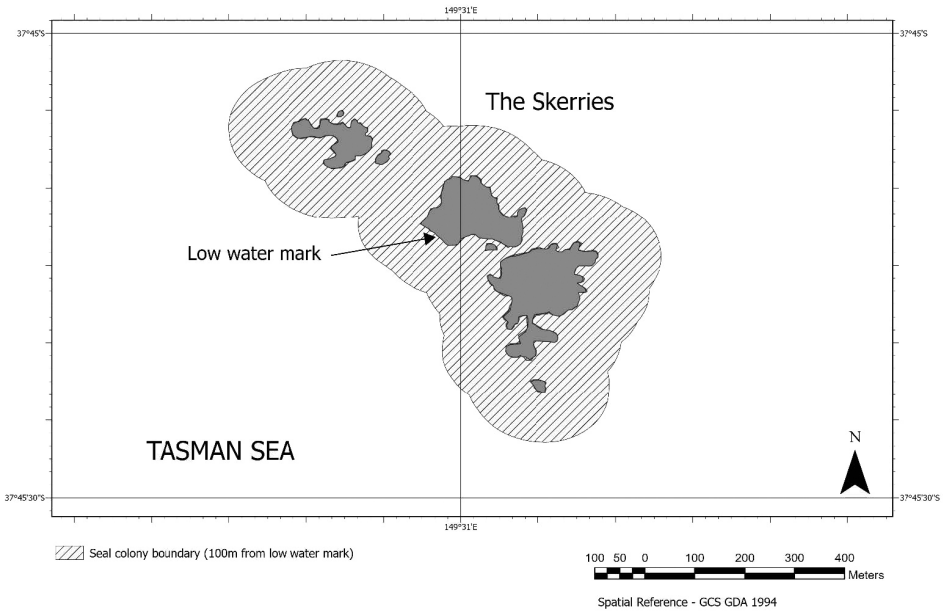 149°31'E
37°45'S
37°45'S
The Skerries
Low water mark
TASMAN SEA
N
37°45'30"S
37°45'30"S
149°31'E
Seal colony boundary (100m from low water mark)
100 50 0 100 200 300 400
Meters
Spatial Reference - GCS GDA 1994